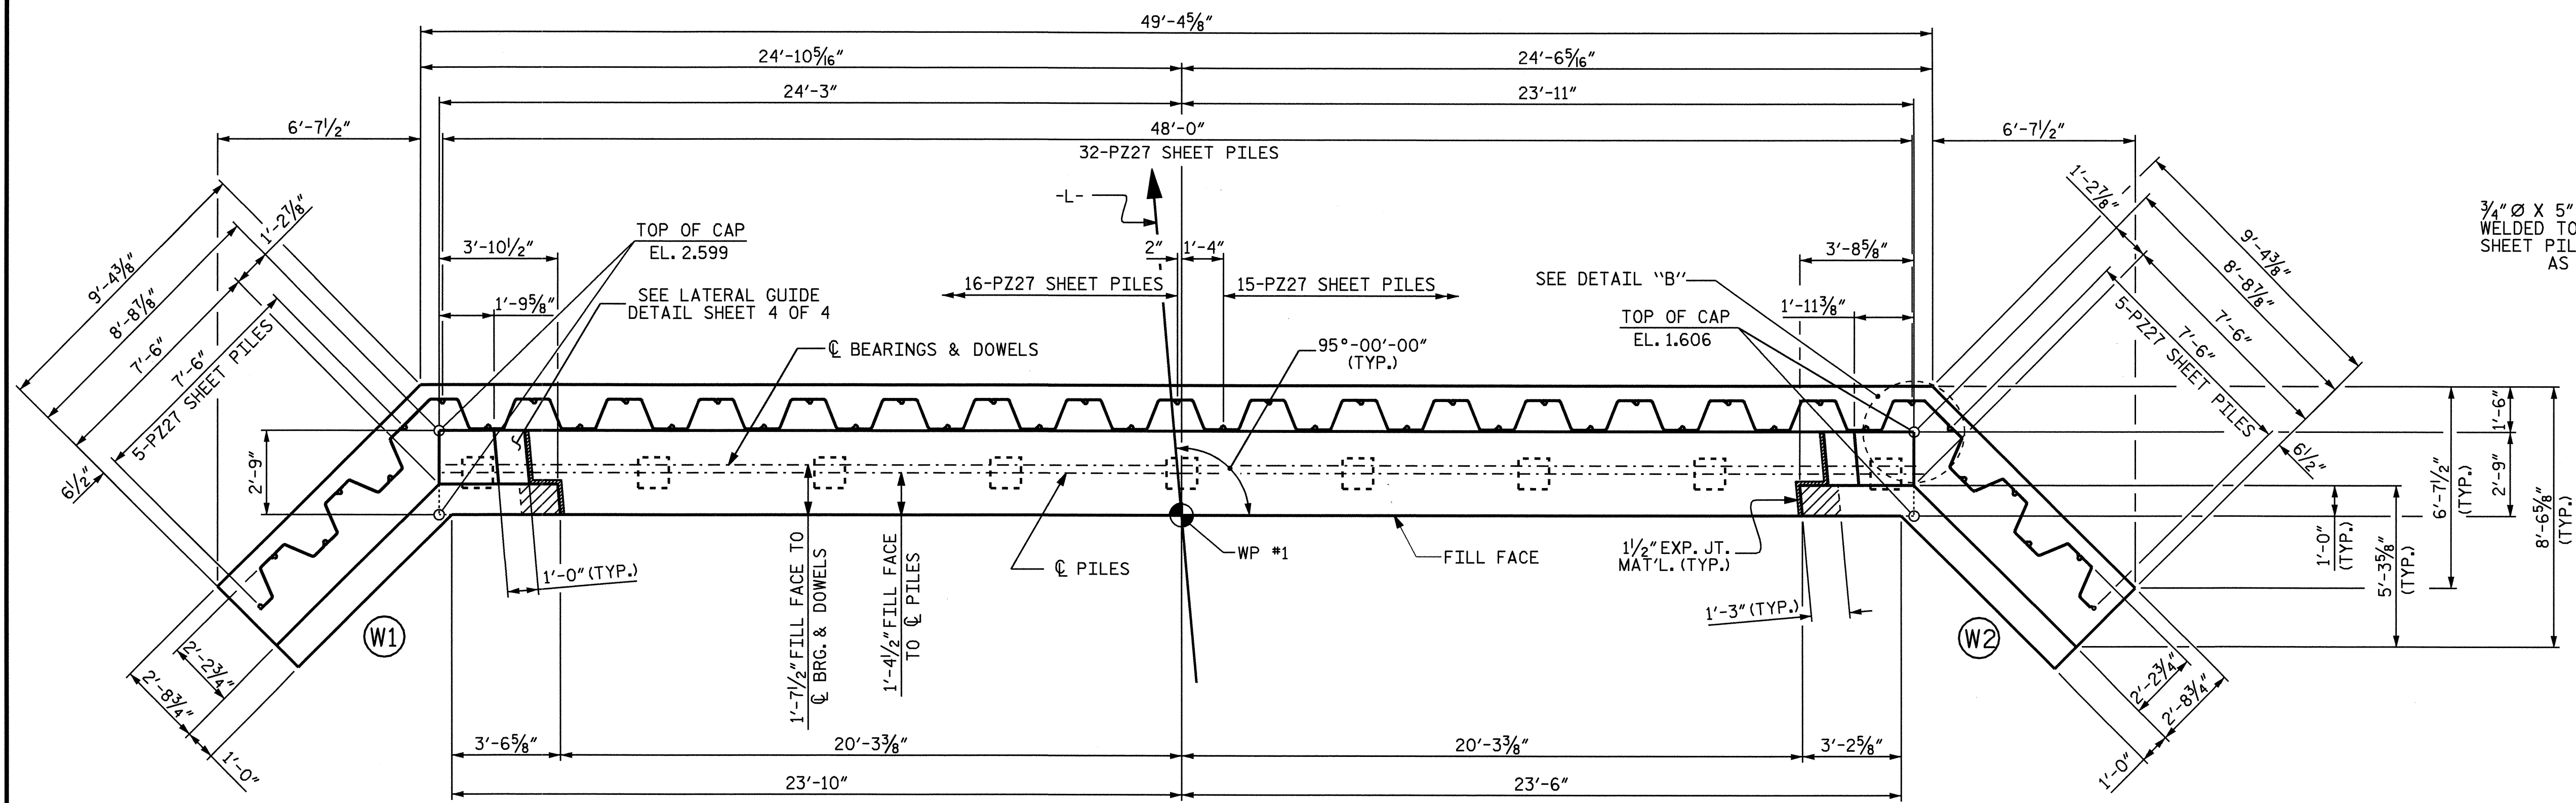 49'-4⅝"
24'-10⁵⁄₁₆"
24'-6⁵⁄₁₆"
24'-3"
23'-11"
6'-7½"
48'-0"
32-PZ27 SHEET PILES
6'-7½"
-L-
2"
1'-4"
16-PZ27 SHEET PILES
15-PZ27 SHEET PILES
TOP OF CAP
EL. 2.599
3'-10½"
1'-9⅝"
SEE LATERAL GUIDE
DETAIL SHEET 4 OF 4
℄ BEARINGS & DOWELS
95°-00'-00"
(TYP.)
SEE DETAIL "B"
3'-8⅝"
1'-11⅜"
TOP OF CAP
EL. 1.606
¾" Ø X 5"
WELDED TO
SHEET PIL
AS
9'-4⅜"
8'-8⅞"
7'-6"
7'-6"
5-PZ27 SHEET PILES
1'-2⅞"
6½"
2'-9"
1'-2⅞"
9'-4⅜"
8'-8⅞"
7'-6"
7'-6"
5-PZ27 SHEET PILES
6½"
1'-6"
2'-9"
6'-7½"
(TYP.)
8'-6⅝"
(TYP.)
1'-0"
(TYP.)
5'-3⅝"
(TYP.)
1'-0" (TYP.)
1'-7½" FILL FACE TO
℄ BRG. & DOWELS
1'-4½" FILL FACE
TO ℄ PILES
℄ PILES
WP #1
FILL FACE
1½" EXP. JT.
MAT'L. (TYP.)
1'-3" (TYP.)
W1
W2
2'-2¾"
2'-8¾"
1'-0"
2'-2¾"
2'-8¾"
1'-0"
3'-6⅝"
20'-3⅜"
20'-3⅜"
3'-2⅝"
23'-10"
23'-6"